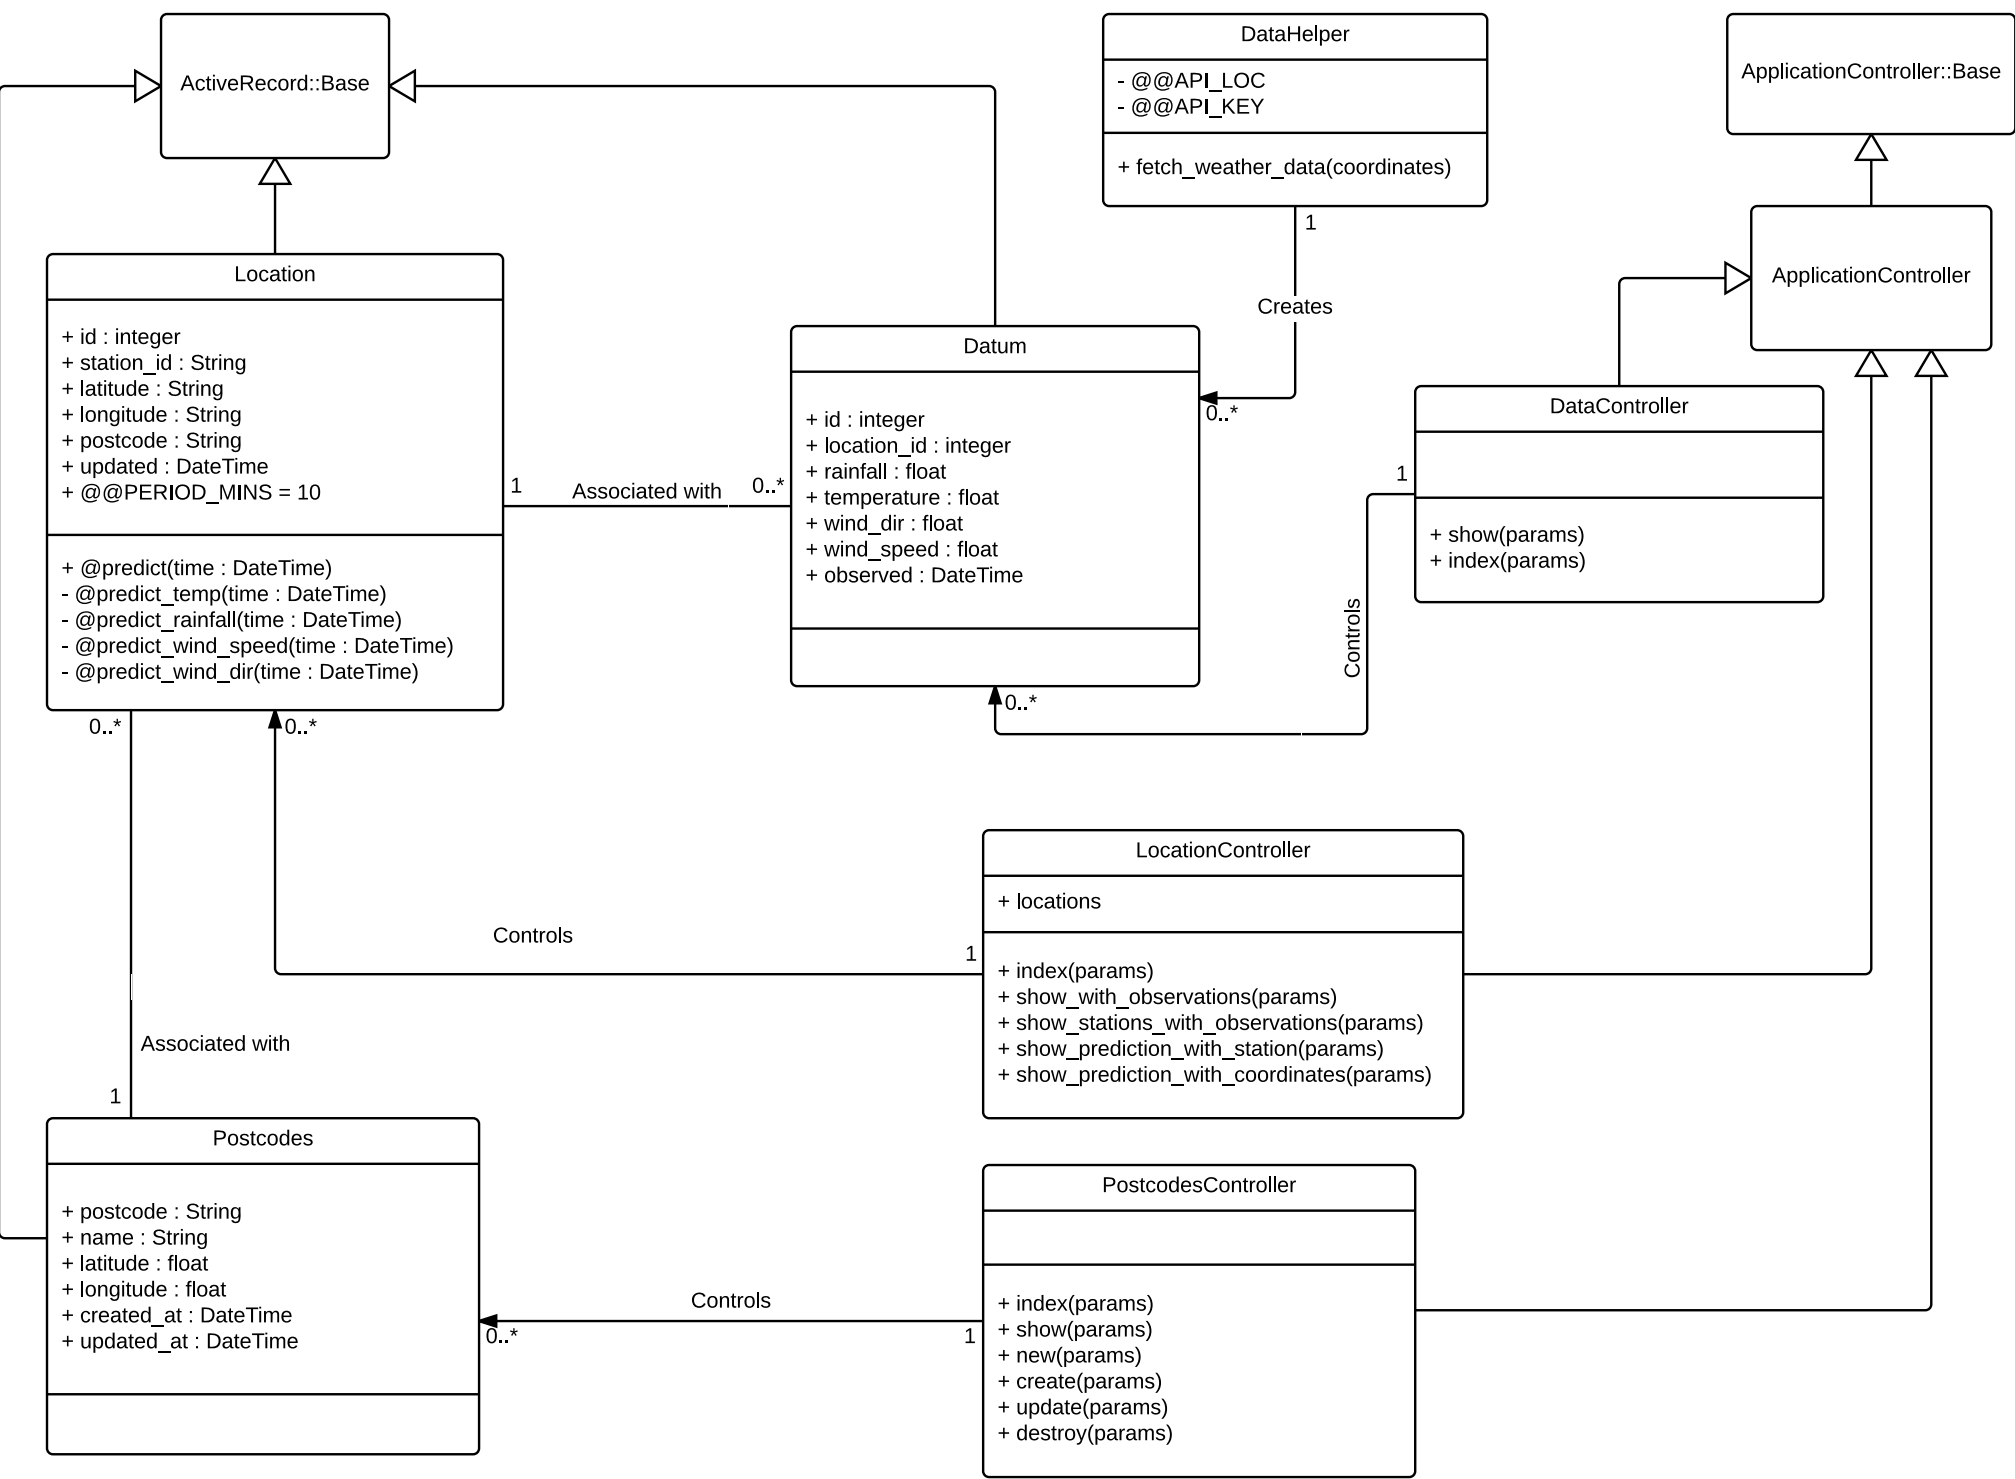 ActiveRecord::Base
DataHelper
- @@API_LOC
- @@API_KEY
+ fetch_weather_data(coordinates)
ApplicationController::Base
1
Creates
0..*
ApplicationController
Location
+ id : integer
+ station_id : String
+ latitude : String
+ longitude : String
+ postcode : String
+ updated : DateTime
+ @@PERIOD_MINS = 10
+ @predict(time : DateTime)
- @predict_temp(time : DateTime)
- @predict_rainfall(time : DateTime)
- @predict_wind_speed(time : DateTime)
- @predict_wind_dir(time : DateTime)
1
Associated with
0..*
Datum
+ id : integer
+ location_id : integer
+ rainfall : float
+ temperature : float
+ wind_dir : float
+ wind_speed : float
+ observed : DateTime
DataController
+ show(params)
+ index(params)
1
Controls
0..*
0..*
0..*
Controls
1
LocationController
+ locations
+ index(params)
+ show_with_observations(params)
+ show_stations_with_observations(params)
+ show_prediction_with_station(params)
+ show_prediction_with_coordinates(params)
Associated with
1
Postcodes
+ postcode : String
+ name : String
+ latitude : float
+ longitude : float
+ created_at : DateTime
+ updated_at : DateTime
Controls
0..*
1
PostcodesController
+ index(params)
+ show(params)
+ new(params)
+ create(params)
+ update(params)
+ destroy(params)